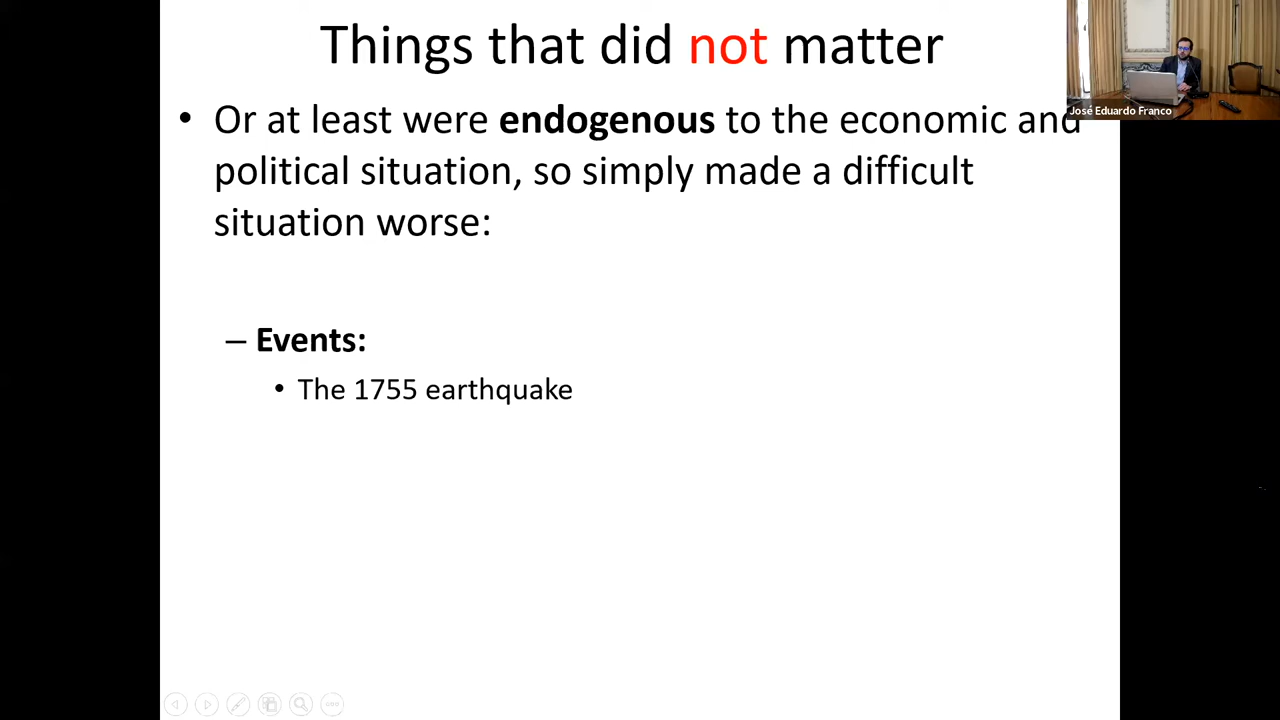 Things that did not matter
• Or at least were endogenous to the economic and
political situation, so simply made a difficult
situation worse:
– Events:
• The 1755 earthquake
José Eduardo Franco